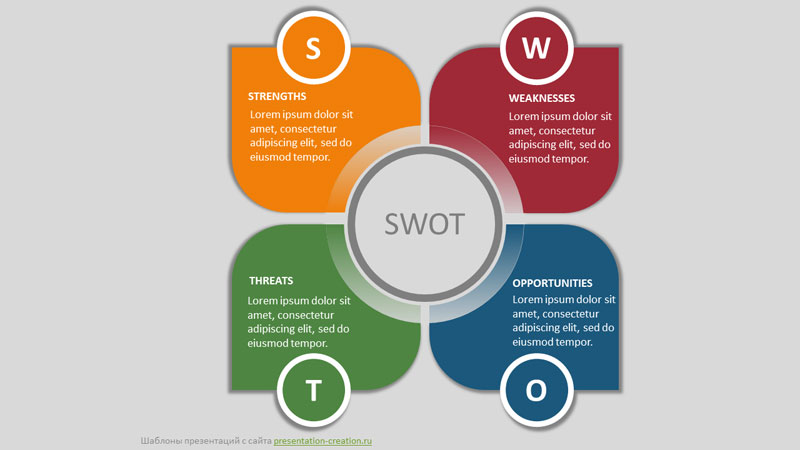 S
STRENGTHS
Lorem ipsum dolor sit
amet, consectetur
adipiscing elit, sed do
eiusmod tempor.
W
WEAKNESSES
Lorem ipsum dolor sit
amet, consectetur
adipiscing elit, sed do
eiusmod tempor.
SWOT
THREATS
Lorem ipsum dolor sit
amet, consectetur
adipiscing elit, sed do
eiusmod tempor.
T
OPPORTUNITIES
Lorem ipsum dolor sit
amet, consectetur
adipiscing elit, sed do
eiusmod tempor.
O
Шаблоны презентаций с сайта presentation-creation.ru